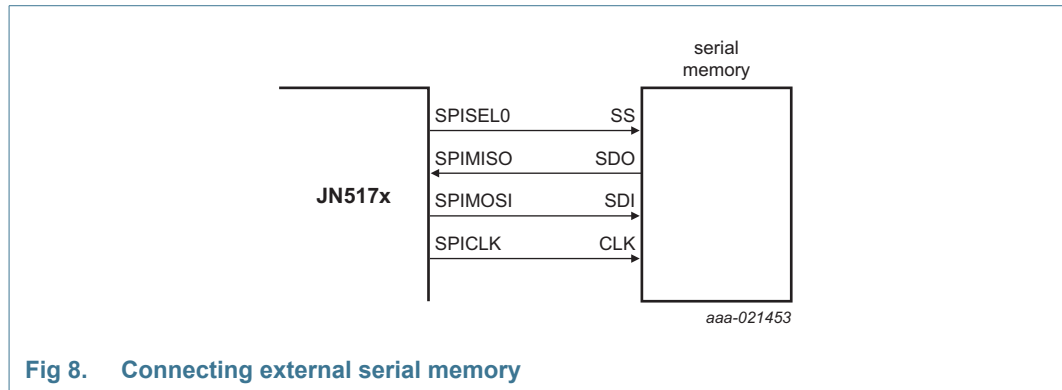 serial
memory
SPISEL0 SS
SPIMISO SDO
JN517x
SPIMOSI SDI
SPICLK CLK
aaa-021453
Fig 8. Connecting external serial memory